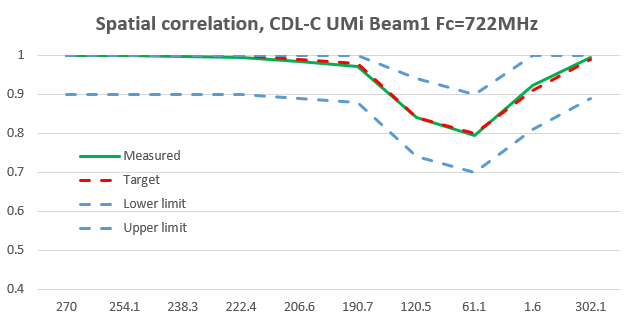 Spatial correlation, CDL-C UMi Beam1 Fc=722MHz
1
0.9
0.8
0.7
0.6
0.5
0.4
Measured
Target
Lower limit
Upper limit
270 254.1 238.3 222.4 206.6 190.7 120.5 61.1 1.6 302.1